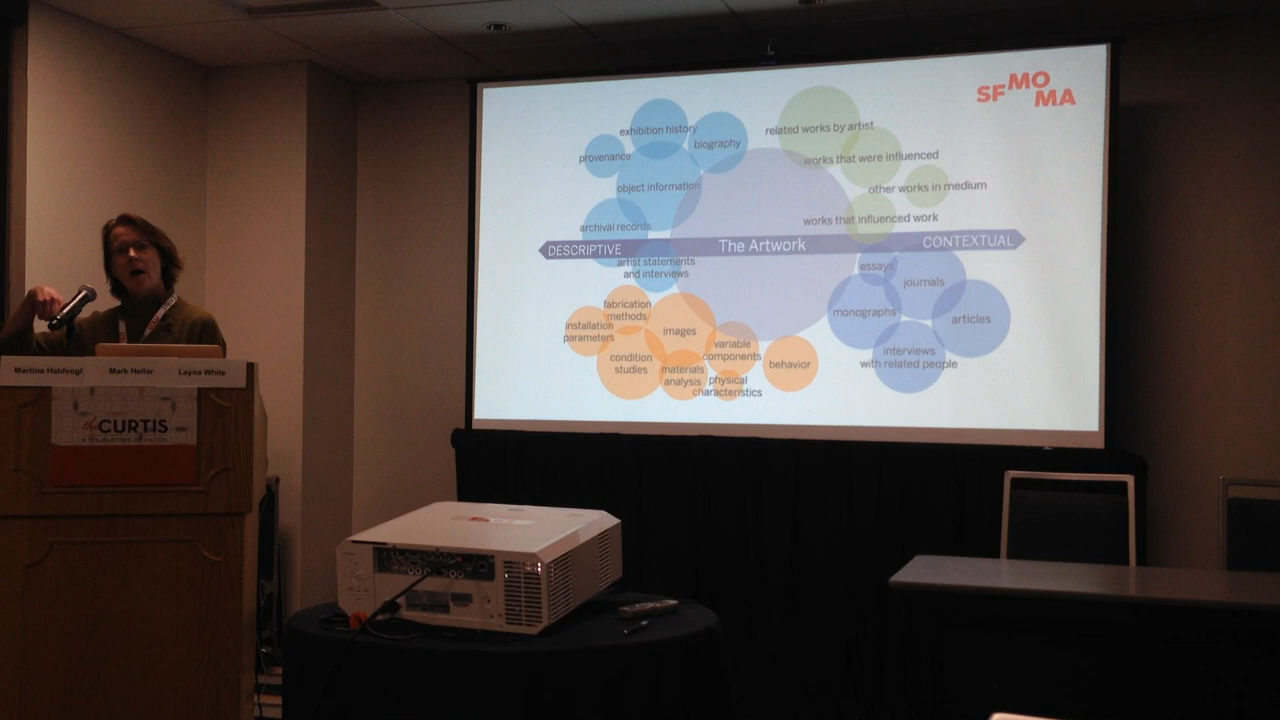 SFMOMA
exhibition history
biography
provenance
object information
archival records
related works by artist
works that were influenced
other works in medium
works that influenced work
DESCRIPTIVE
The Artwork
CONTEXTUAL
artist statements
and interviews
fabrication
methods
installation
parameters
images
condition
studies
materials
analysis
variable
components
physical
characteristics
behavior
essays
journals
monographs
articles
interviews
with related people
Martina Haidvogl
Mark Hellar
Layna White
the CURTIS